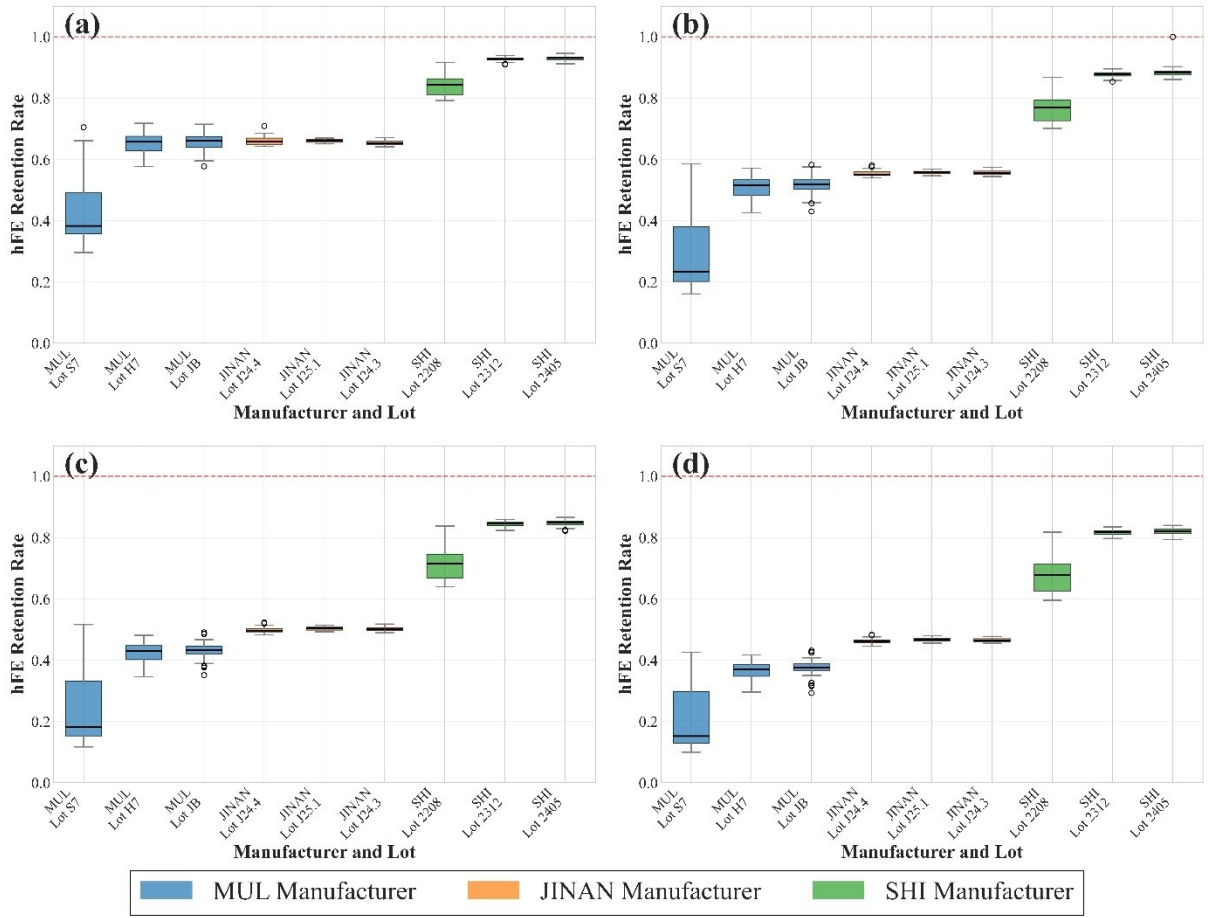 (a)
hFE Retention Rate
1.0
0.8
0.6
0.4
0.2
0.0
MUL
Lot S7
MUL
Lot H7
MUL
Lot JB
JINAN
Lot J24.4
JINAN
Lot J25.1
JINAN
Lot J24.3
SHI
Lot 2208
SHI
Lot 2312
SHI
Lot 2405
Manufacturer and Lot
(b)
hFE Retention Rate
1.0
0.8
0.6
0.4
0.2
0.0
MUL
Lot S7
MUL
Lot H7
MUL
Lot JB
JINAN
Lot J24.4
JINAN
Lot J25.1
JINAN
Lot J24.3
SHI
Lot 2208
SHI
Lot 2312
SHI
Lot 2405
Manufacturer and Lot
(c)
hFE Retention Rate
1.0
0.8
0.6
0.4
0.2
0.0
MUL
Lot S7
MUL
Lot H7
MUL
Lot JB
JINAN
Lot J24.4
JINAN
Lot J25.1
JINAN
Lot J24.3
SHI
Lot 2208
SHI
Lot 2312
SHI
Lot 2405
Manufacturer and Lot
(d)
hFE Retention Rate
1.0
0.8
0.6
0.4
0.2
0.0
MUL
Lot S7
MUL
Lot H7
MUL
Lot JB
JINAN
Lot J24.4
JINAN
Lot J25.1
JINAN
Lot J24.3
SHI
Lot 2208
SHI
Lot 2312
SHI
Lot 2405
Manufacturer and Lot
MUL Manufacturer
JINAN Manufacturer
SHI Manufacturer